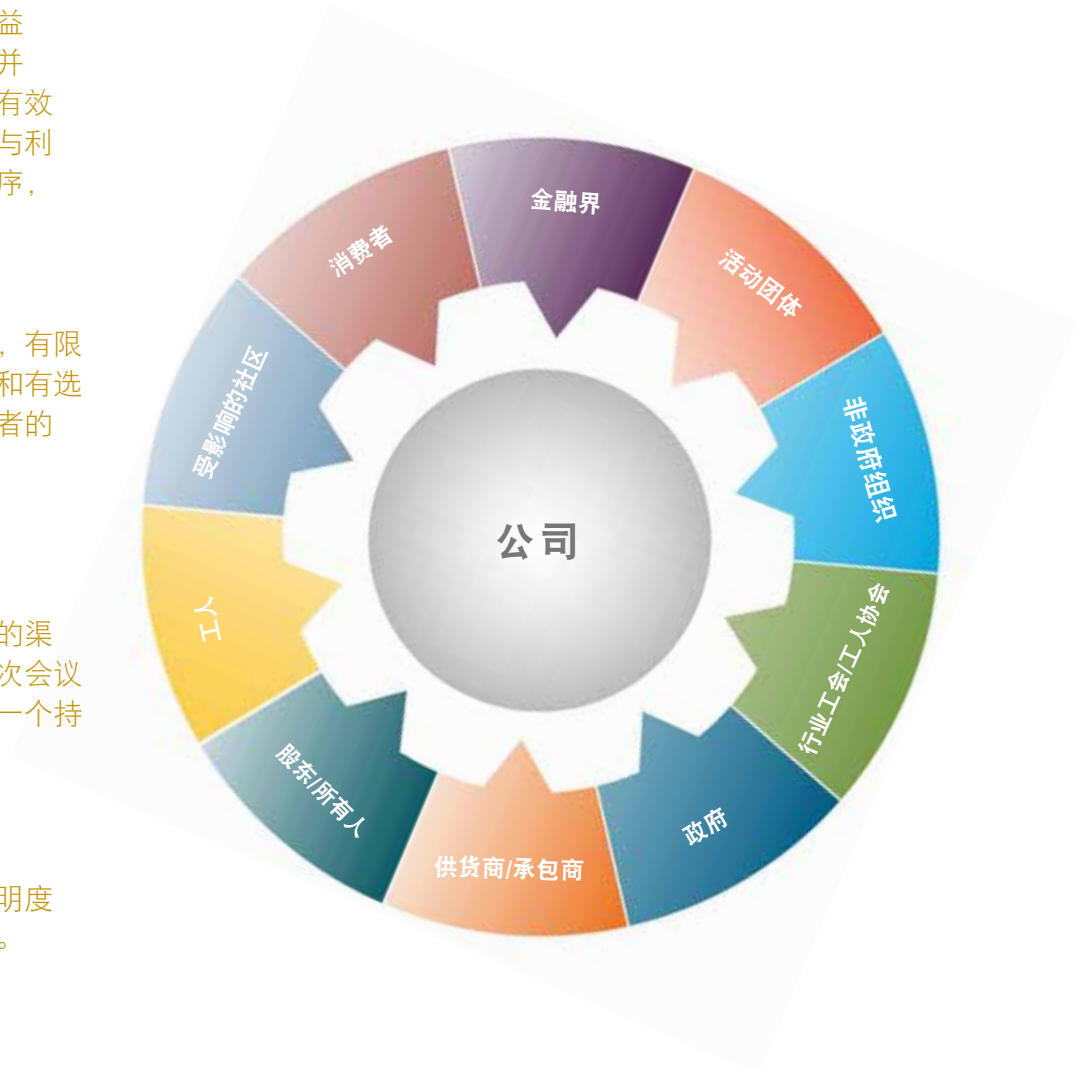 益
并
有效
与利
序，
，有限
和有选
者的
的渠
次会议
一个持
明度
。
金融界
活动团体
非政府组织
行业工会/工人协会
政府
供货商/承包商
股东/所有人
工人
受影响的社区
消费者
公司